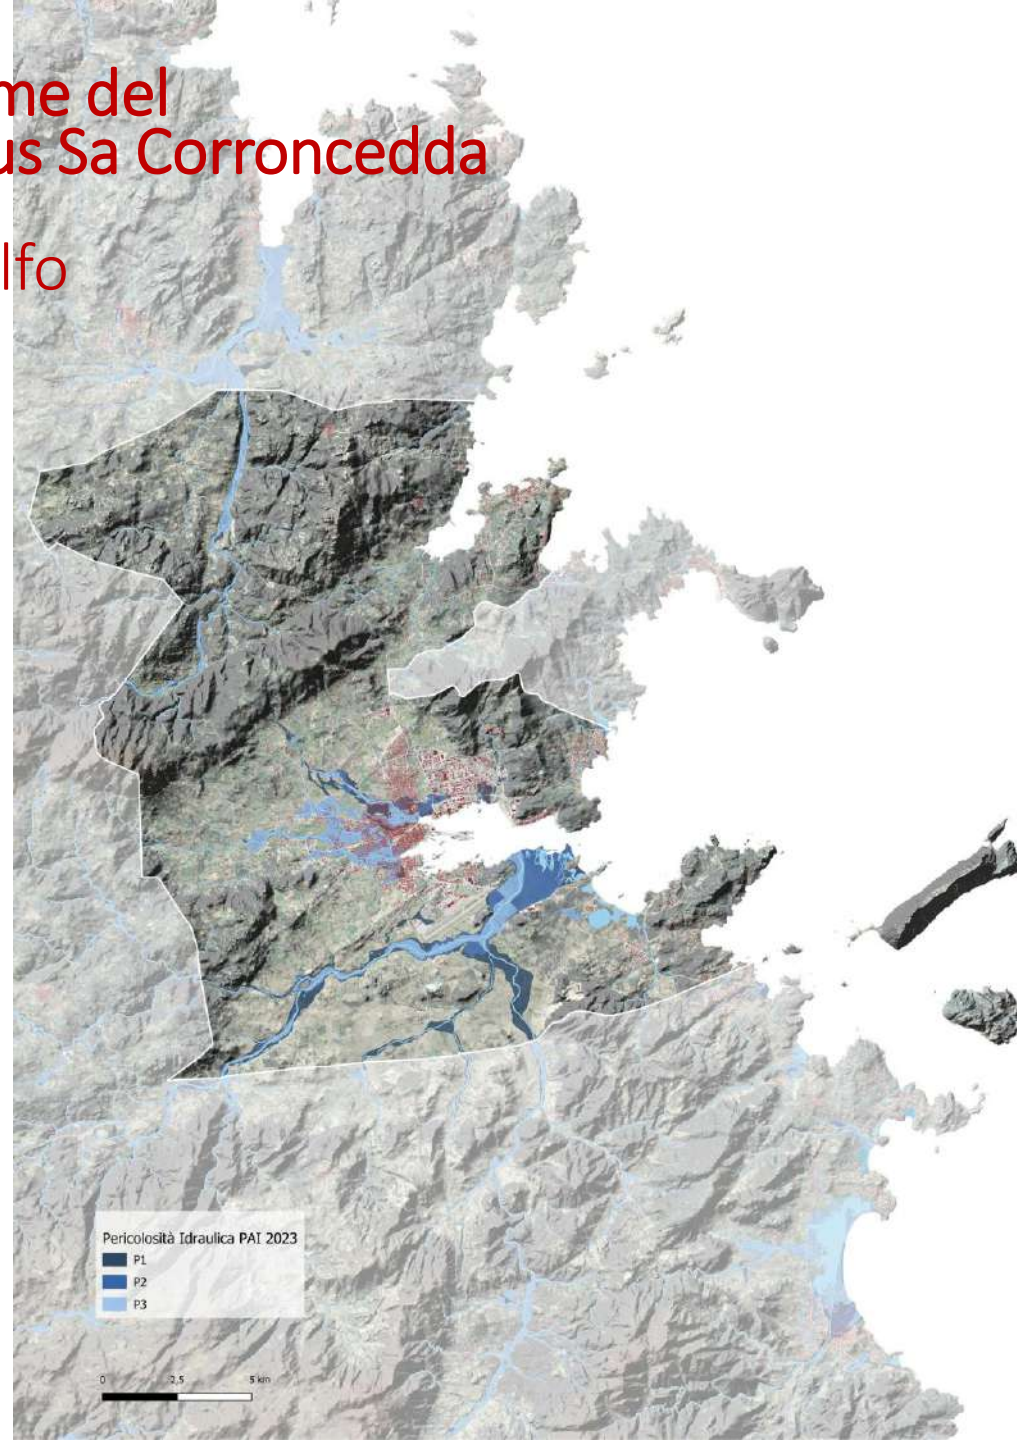 me del
us Sa Corroncedda
lfo
Pericolosità Idraulica PAI 2023
P1
P2
P3
0 2,5 5 km